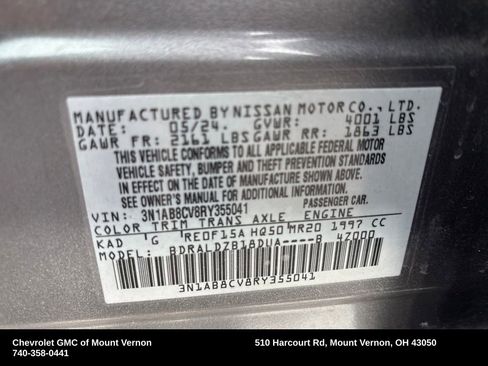 MANUFACTURED BY NISSAN MOTOR CO., LTD.
DATE: 05/24 GVWR: 4001 LBS
GAWR FR: 2161 LBS GAWR RR: 1863 LBS
THIS VEHICLE CONFORMS TO ALL APPLICABLE FEDERAL MOTOR
VEHICLE SAFETY, BUMPER, AND THEFT PREVENTION STANDARDS
IN EFFECT ON THE DATE OF MANUFACTURE SHOWN ABOVE.
SEE OWNER'S MANUAL FOR ADDITIONAL INFORMATION.
VIN: 3N1AB8CV8RY355041 PASSENGER CAR.
COLOR TRIM TRANS AXLE ENGINE
KAD G RE0F15A HQ50 MR20 1997 CC
MODEL: BDRALDZB18DUA----B 4Z000
3N1AB8CV8RY355041
Chevrolet GMC of Mount Vernon 510 Harcourt Rd, Mount Vernon, OH 43050
740-358-0441